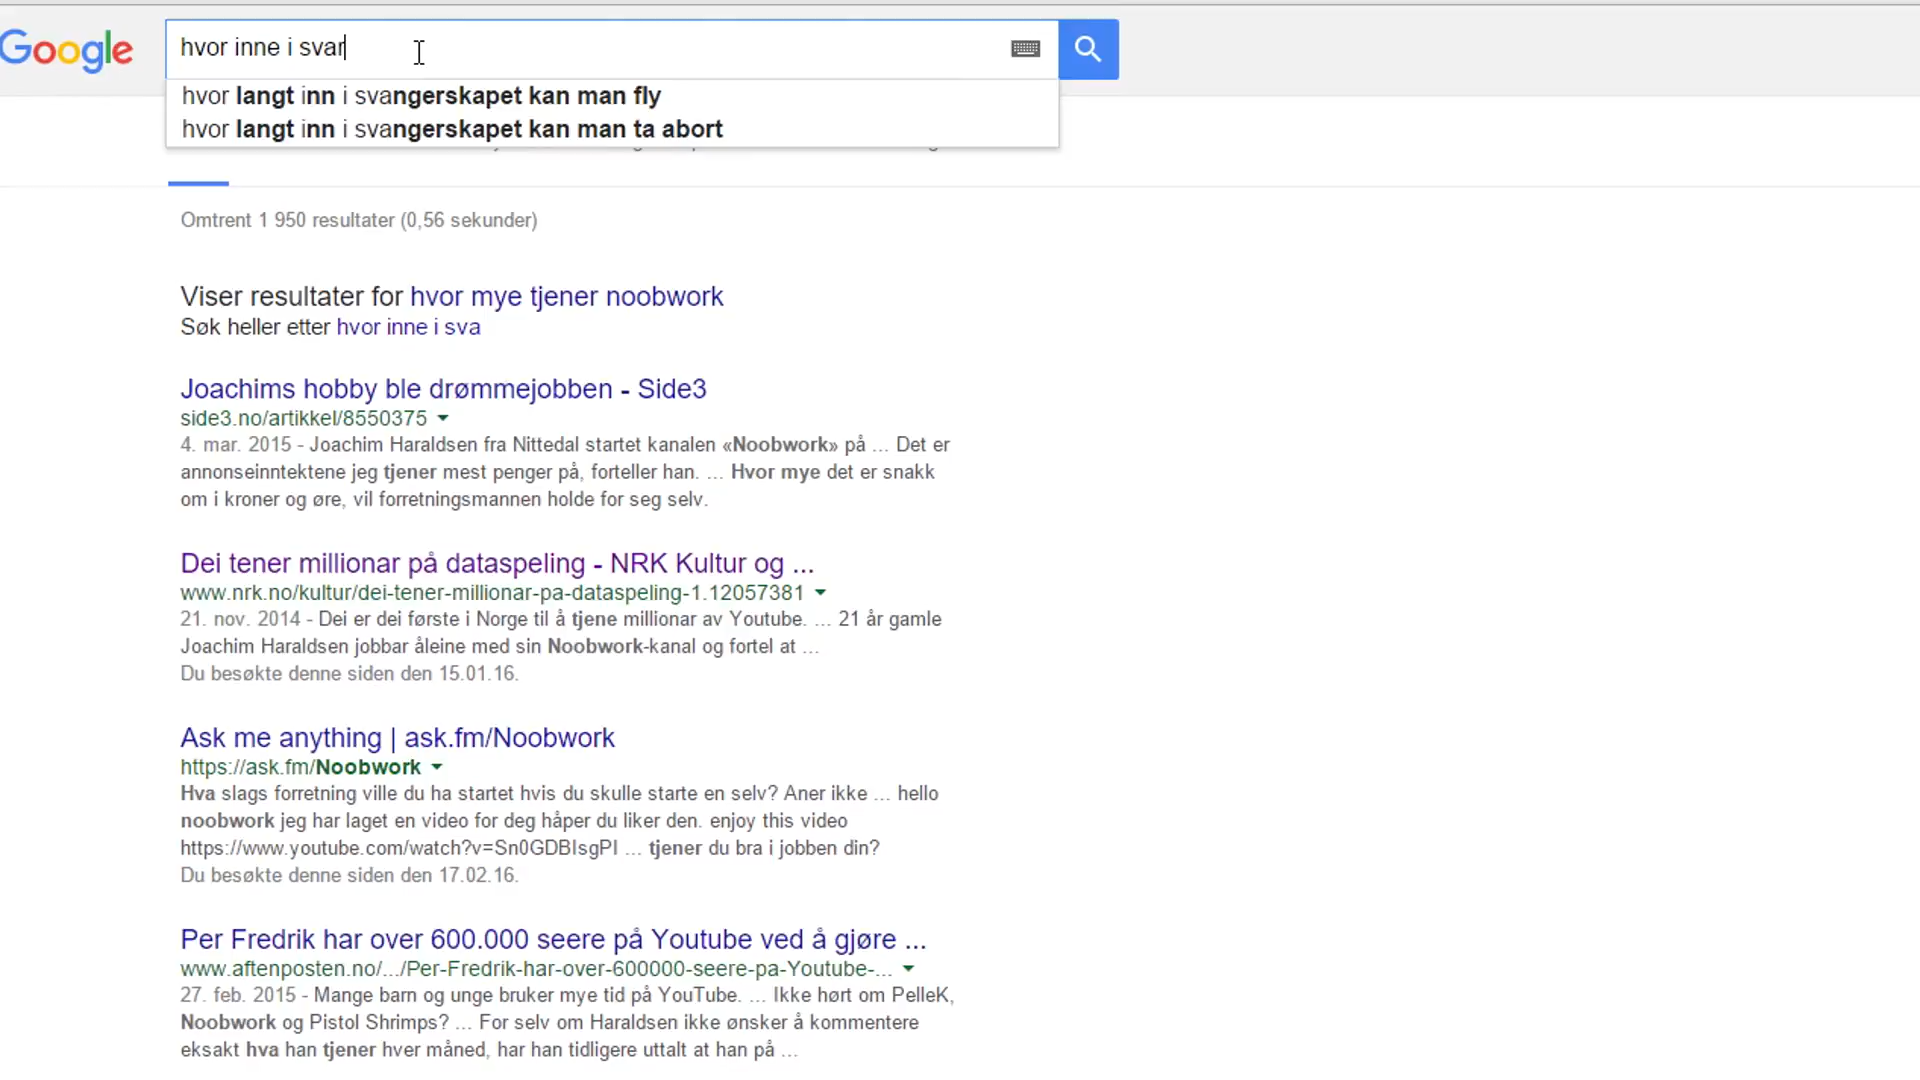 Google
hvor inne i svar
hvor langt inn i svangerskapet kan man fly
hvor langt inn i svangerskapet kan man ta abort
Omtrent 1 950 resultater (0,56 sekunder)
Viser resultater for hvor mye tjener noobwork
Søk heller etter hvor inne i sva
Joachims hobby ble drømmejobben - Side3
side3.no/artikkel/8550375
4. mar. 2015 - Joachim Haraldsen fra Nittedal startet kanalen «Noobwork» på ... Det er
annonseinntektene jeg tjener mest penger på, forteller han. ... Hvor mye det er snakk
om i kroner og øre, vil forretningsmannen holde for seg selv.
Dei tener millionar på dataspeling - NRK Kultur og ...
www.nrk.no/kultur/dei-tener-millionar-pa-dataspeling-1.12057381
21. nov. 2014 - Dei er dei første i Norge til å tjene millionar av Youtube. ... 21 år gamle
Joachim Haraldsen jobbar åleine med sin Noobwork-kanal og fortel at ...
Du besøkte denne siden den 15.01.16.
Ask me anything | ask.fm/Noobwork
https://ask.fm/Noobwork
Hva slags forretning ville du ha startet hvis du skulle starte en selv? Aner ikke ... hello
noobwork jeg har laget en video for deg håper du liker den. enjoy this video
https://www.youtube.com/watch?v=Sn0GDBIsgPI ... tjener du bra i jobben din?
Du besøkte denne siden den 17.02.16.
Per Fredrik har over 600.000 seere på Youtube ved å gjøre ...
www.aftenposten.no/.../Per-Fredrik-har-over-600000-seere-pa-Youtube-...
27. feb. 2015 - Mange barn og unge bruker mye tid på YouTube. ... Ikke hørt om PelleK,
Noobwork og Pistol Shrimps? ... For selv om Haraldsen ikke ønsker å kommentere
eksakt hva han tjener hver måned, har han tidligere uttalt at han på ...